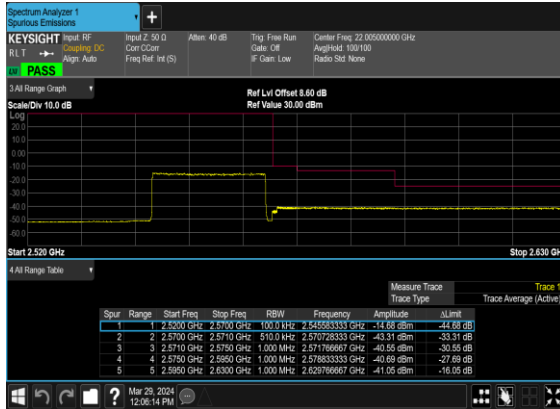 Spectrum Analyzer 1
Spurious Emissions
KEYSIGHT Input: RF Input Z: 50 Ω Atten: 40 dB Trig: Free Run Center Freq: 22.005000000 GHz
RLT Coupling: DC Corr CCorr Gate: Off Avg|Hold: 100/100
Align: Auto Freq Ref: Int (S) IF Gain: Low Radio Std: None
PASS
3 All Range Graph Ref Lvl Offset 8.60 dB
Scale/Div 10.0 dB Ref Value 30.00 dBm
Log
20.0
10.0
0.00
-10.0
-20.0
-30.0
-40.0
-50.0
-60.0
Start 2.520 GHz Stop 2.630 GH
4 All Range Table
Measure Trace Trace 1
Trace Type Trace Average (Active)
Spur Range Start Freq Stop Freq RBW Frequency Amplitude ΔLimit
1 1 2.5200 GHz 2.5700 GHz 100.0 kHz 2.545583333 GHz -14.68 dBm -44.68 dB
2 2 2.5700 GHz 2.5710 GHz 510.0 kHz 2.570728333 GHz -43.31 dBm -33.31 dB
3 3 2.5710 GHz 2.5750 GHz 1.000 MHz 2.571766667 GHz -40.55 dBm -30.55 dB
4 4 2.5750 GHz 2.5950 GHz 1.000 MHz 2.578833333 GHz -40.69 dBm -27.69 dB
5 5 2.5950 GHz 2.6300 GHz 1.000 MHz 2.629766667 GHz -41.05 dBm -16.05 dB
Mar 29, 2024
12:06:14 PM